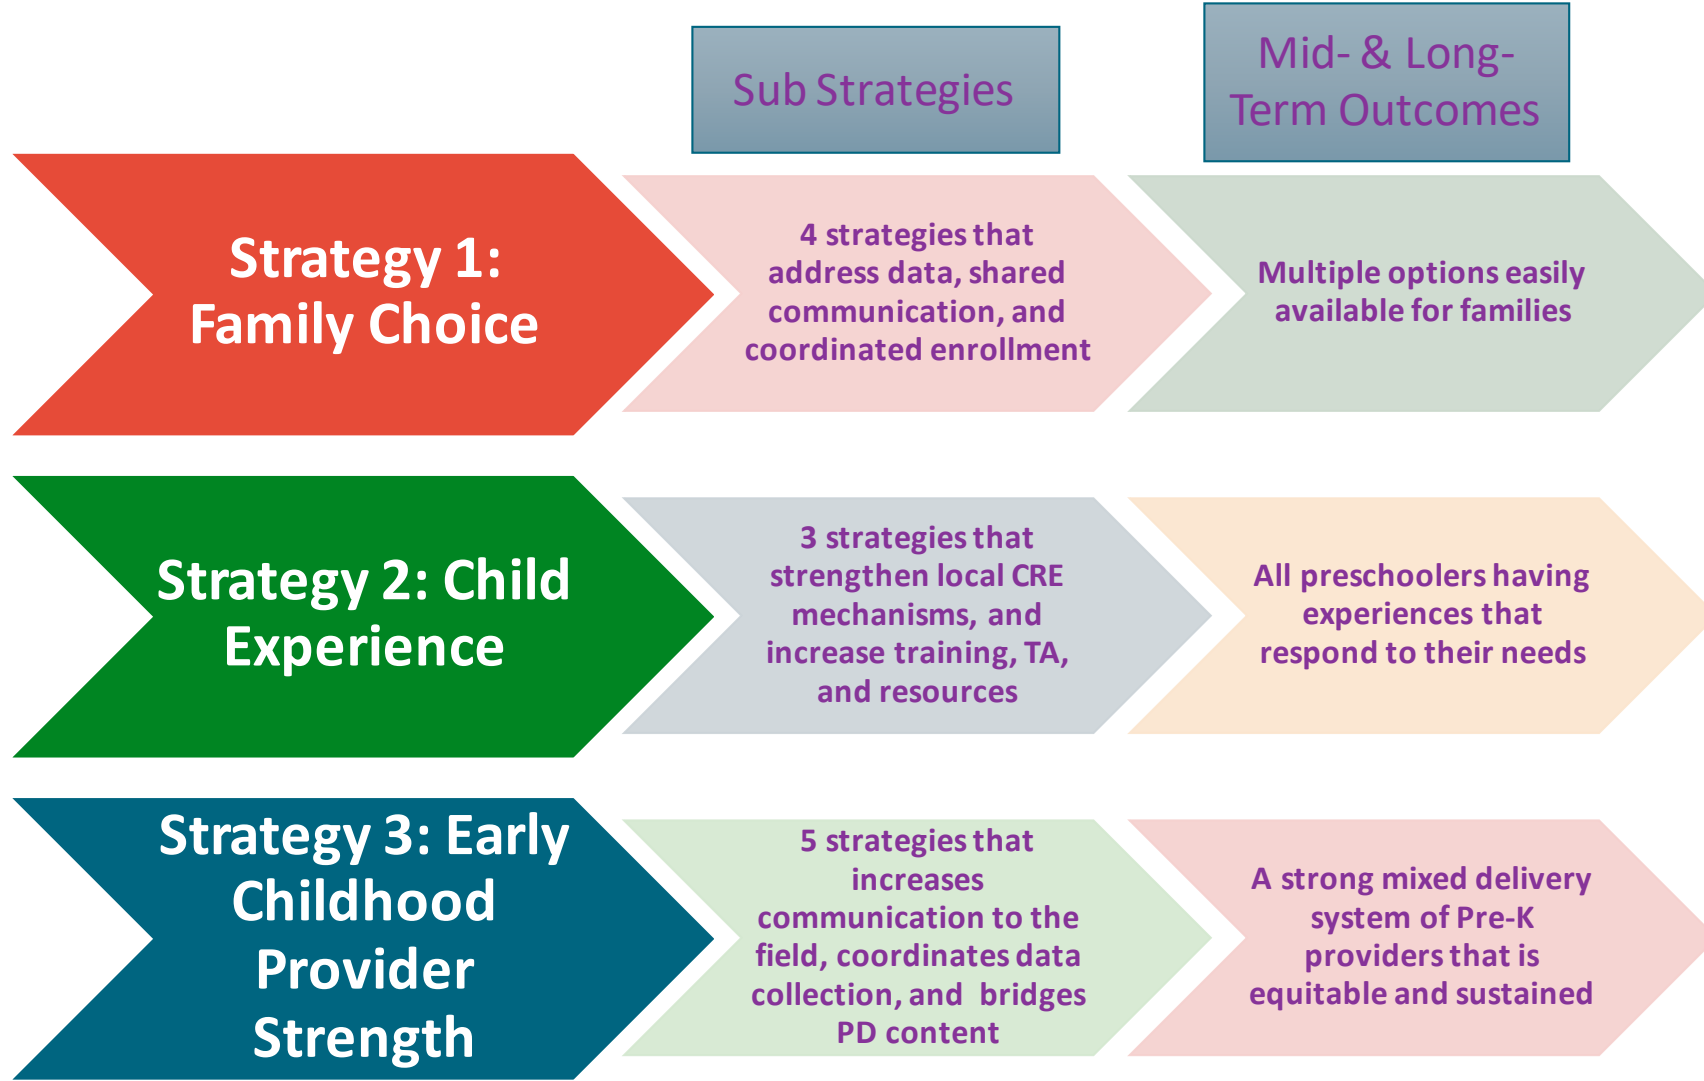 Sub Strategies
Mid- & Long-
Term Outcomes
Strategy 1:
Family Choice
4 strategies that
address data, shared
communication, and
coordinated enrollment
Multiple options easily
available for families
Strategy 2: Child
Experience
3 strategies that
strengthen local CRE
mechanisms, and
increase training, TA,
and resources
All preschoolers having
experiences that
respond to their needs
Strategy 3: Early
Childhood
Provider
Strength
5 strategies that
increases
communication to the
field, coordinates data
collection, and  bridges
PD content
A strong mixed delivery
system of Pre-K
providers that is
equitable and sustained